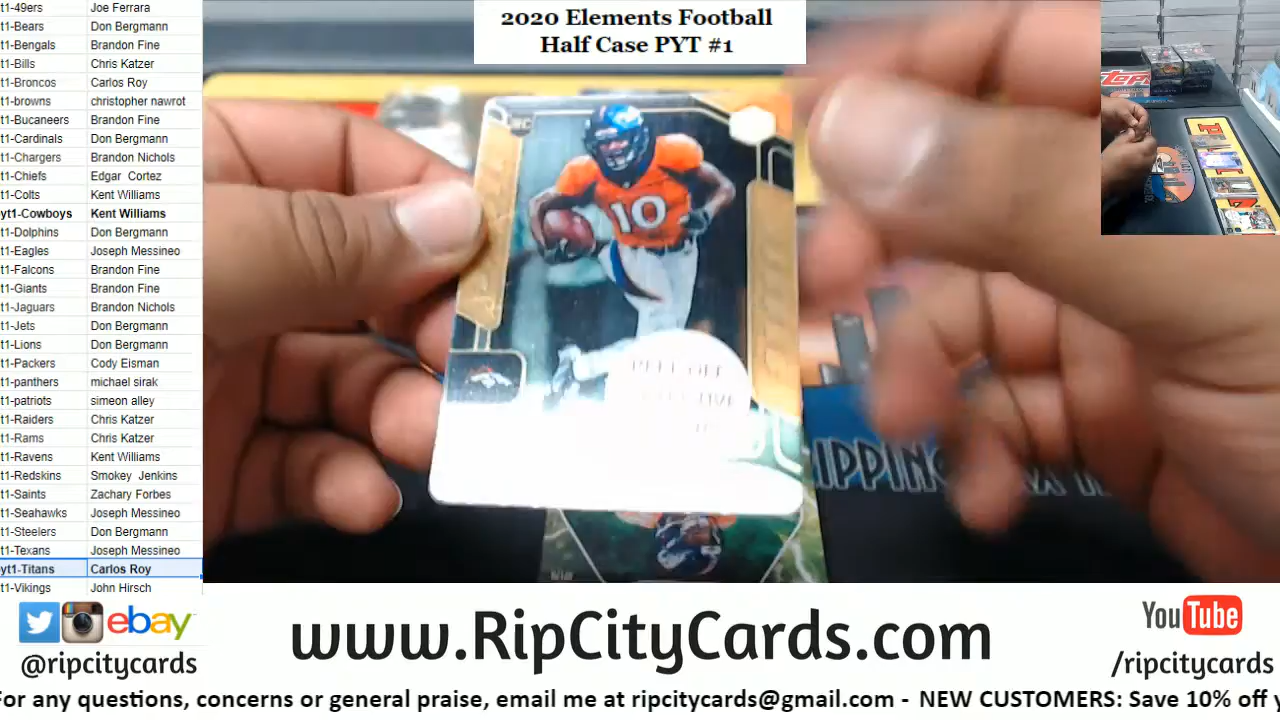 2020 Elements Football
Half Case PYT #1
t1-49ers Joe Ferrara
t1-Bears Don Bergmann
t1-Bengals Brandon Fine
t1-Bills Chris Katzer
t1-Broncos Carlos Roy
t1-browns christopher nawrot
t1-Bucaneers Brandon Fine
t1-Cardinals Don Bergmann
t1-Chargers Brandon Nichols
t1-Chiefs Edgar Cortez
t1-Colts Kent Williams
yt1-Cowboys Kent Williams
t1-Dolphins Don Bergmann
t1-Eagles Joseph Messineo
t1-Falcons Brandon Fine
t1-Giants Brandon Fine
t1-Jaguars Brandon Nichols
t1-Jets Don Bergmann
t1-Lions Don Bergmann
t1-Packers Cody Eisman
t1-panthers michael sirak
t1-patriots simeon alley
t1-Raiders Chris Katzer
t1-Rams Chris Katzer
t1-Ravens Kent Williams
t1-Redskins Smokey Jenkins
t1-Saints Zachary Forbes
t1-Seahawks Joseph Messineo
t1-Steelers Don Bergmann
t1-Texans Joseph Messineo
yt1-Titans Carlos Roy
t1-Vikings John Hirsch
10
PEEL OFF
IPPING
Topps
ebay
@ripcitycards
www.RipCityCards.com
YouTube
/ripcitycards
For any questions, concerns or general praise, email me at ripcitycards@gmail.com - NEW CUSTOMERS: Save 10% off y